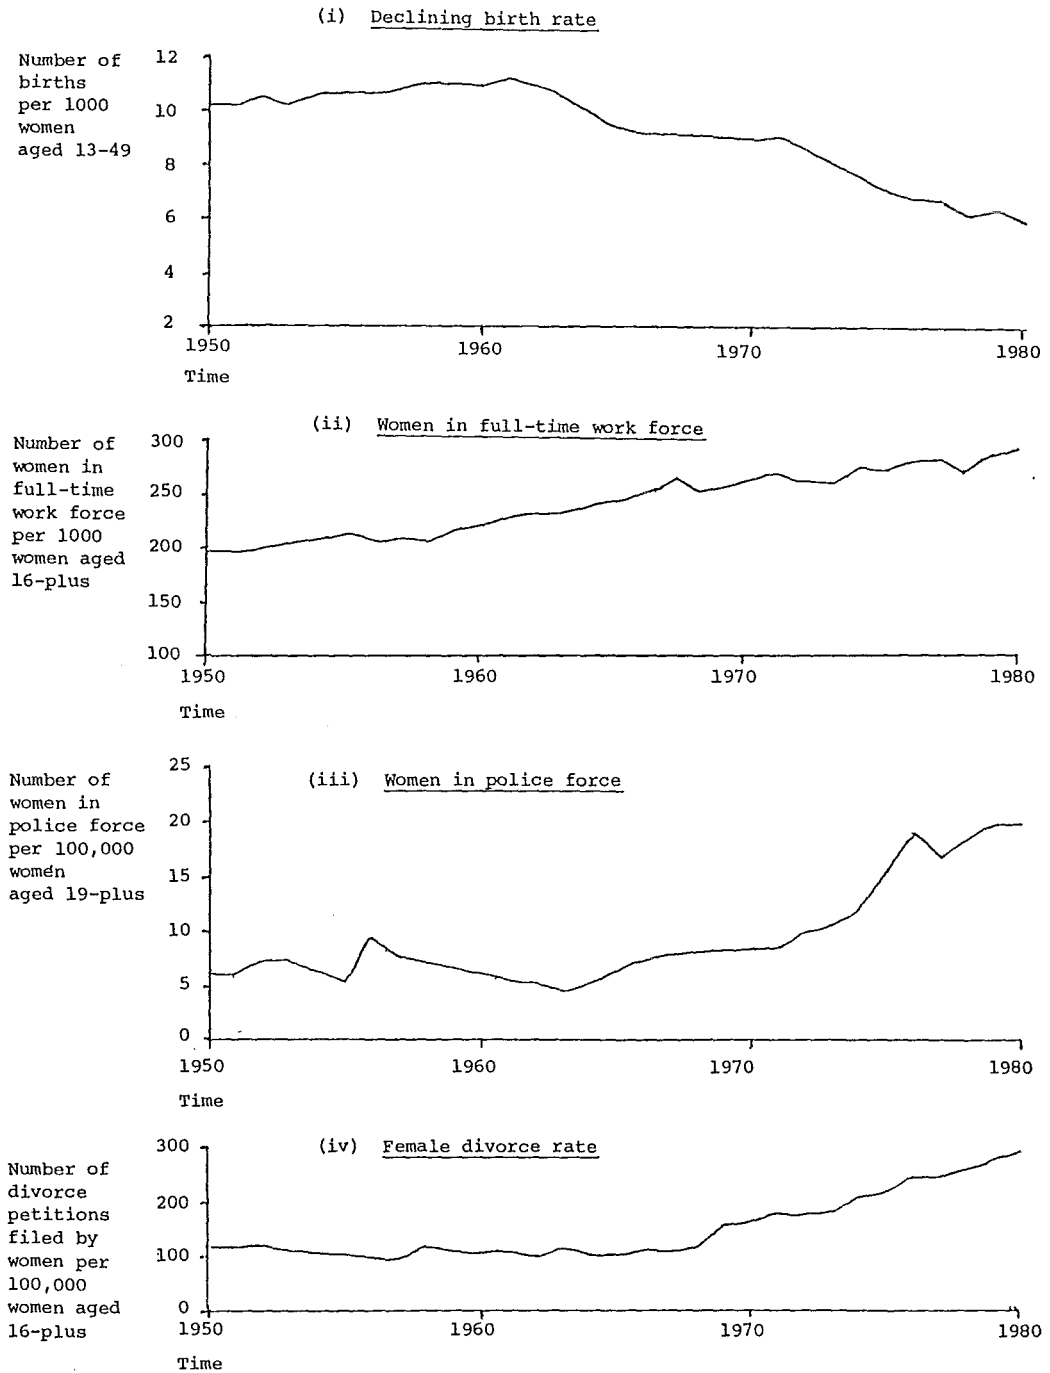 (i) Declining birth rate
Number of
births
per 1000
women
aged 13-49
12
10
8
6
4
2
1950
1960
1970
1980
Time
(ii) Women in full-time work force
Number of
women in
full-time
work force
per 1000
women aged
16-plus
300
250
200
150
100
1950
1960
1970
1980
Time
(iii) Women in police force
Number of
women in
police force
per 100,000
women
aged 19-plus
25
20
15
10
5
0
1950
1960
1970
1980
Time
(iv) Female divorce rate
Number of
divorce
petitions
filed by
women per
100,000
women aged
16-plus
300
200
100
0
1950
1960
1970
1980
Time